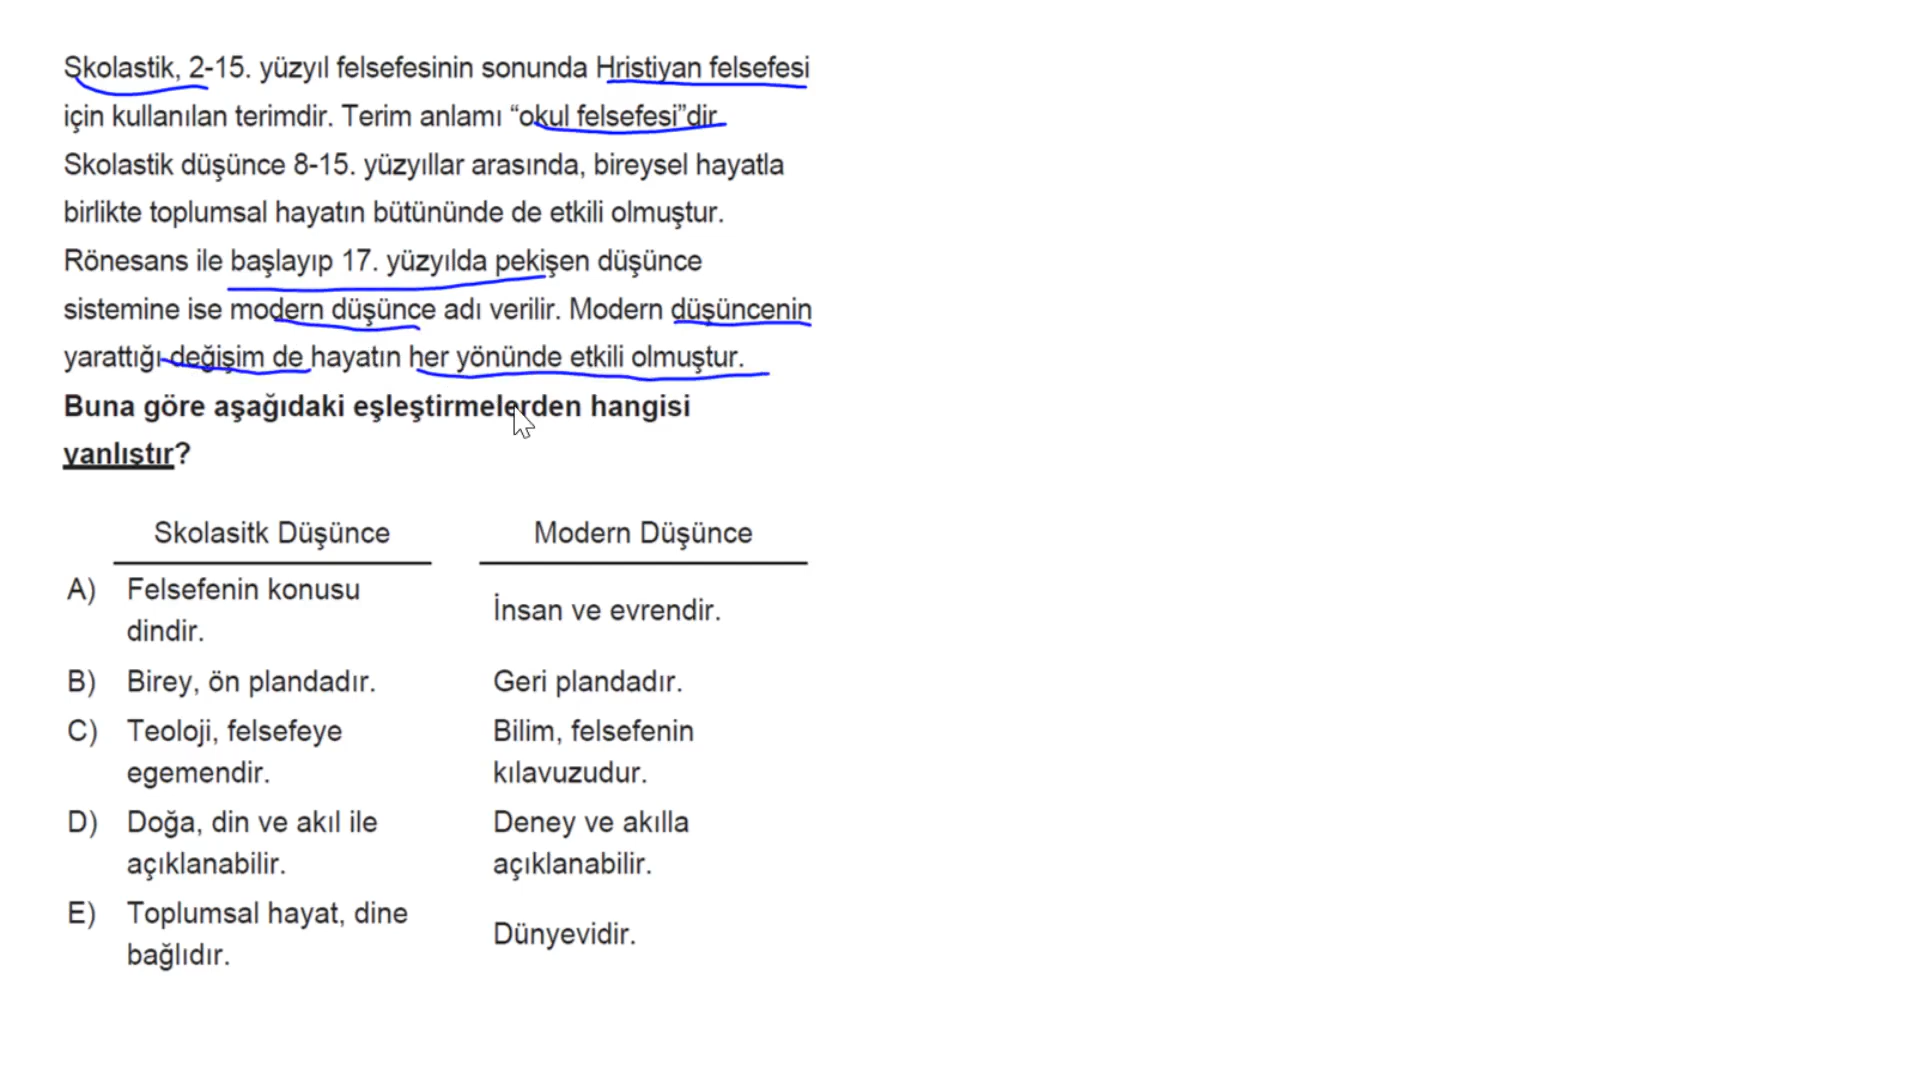 Skolastik, 2-15. yüzyıl felsefesinin sonunda Hristiyan felsefesi
için kullanılan terimdir. Terim anlamı “okul felsefesi”dir.
Skolastik düşünce 8-15. yüzyıllar arasında, bireysel hayatla
birlikte toplumsal hayatın bütününde de etkili olmuştur.
Rönesans ile başlayıp 17. yüzyılda pekişen düşünce
sistemine ise modern düşünce adı verilir. Modern düşüncenin
yarattığı değişim de hayatın her yönünde etkili olmuştur.
Buna göre aşağıdaki eşleştirmelerden hangisi
yanlıştır?
Skolasitk Düşünce Modern Düşünce
A) Felsefenin konusu
dindir. İnsan ve evrendir.
B) Birey, ön plandadır. Geri plandadır.
C) Teoloji, felsefeye Bilim, felsefenin
egemendir. kılavuzudur.
D) Doğa, din ve akıl ile Deney ve akılla
açıklanabilir. açıklanabilir.
E) Toplumsal hayat, dine
bağlıdır. Dünyevidir.